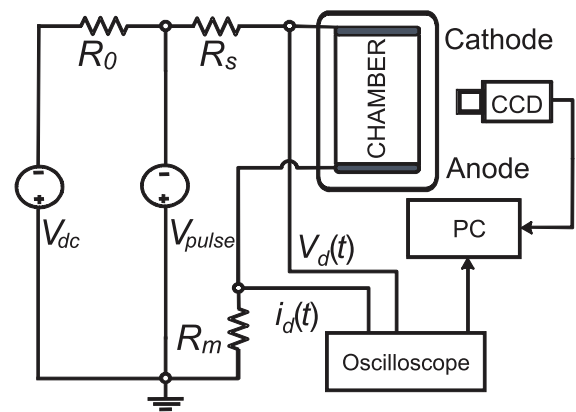 R0
Rs
Cathode
CHAMBER
CCD
Anode
Vdc
Vpulse
PC
Vd(t)
id(t)
Rm
Oscilloscope